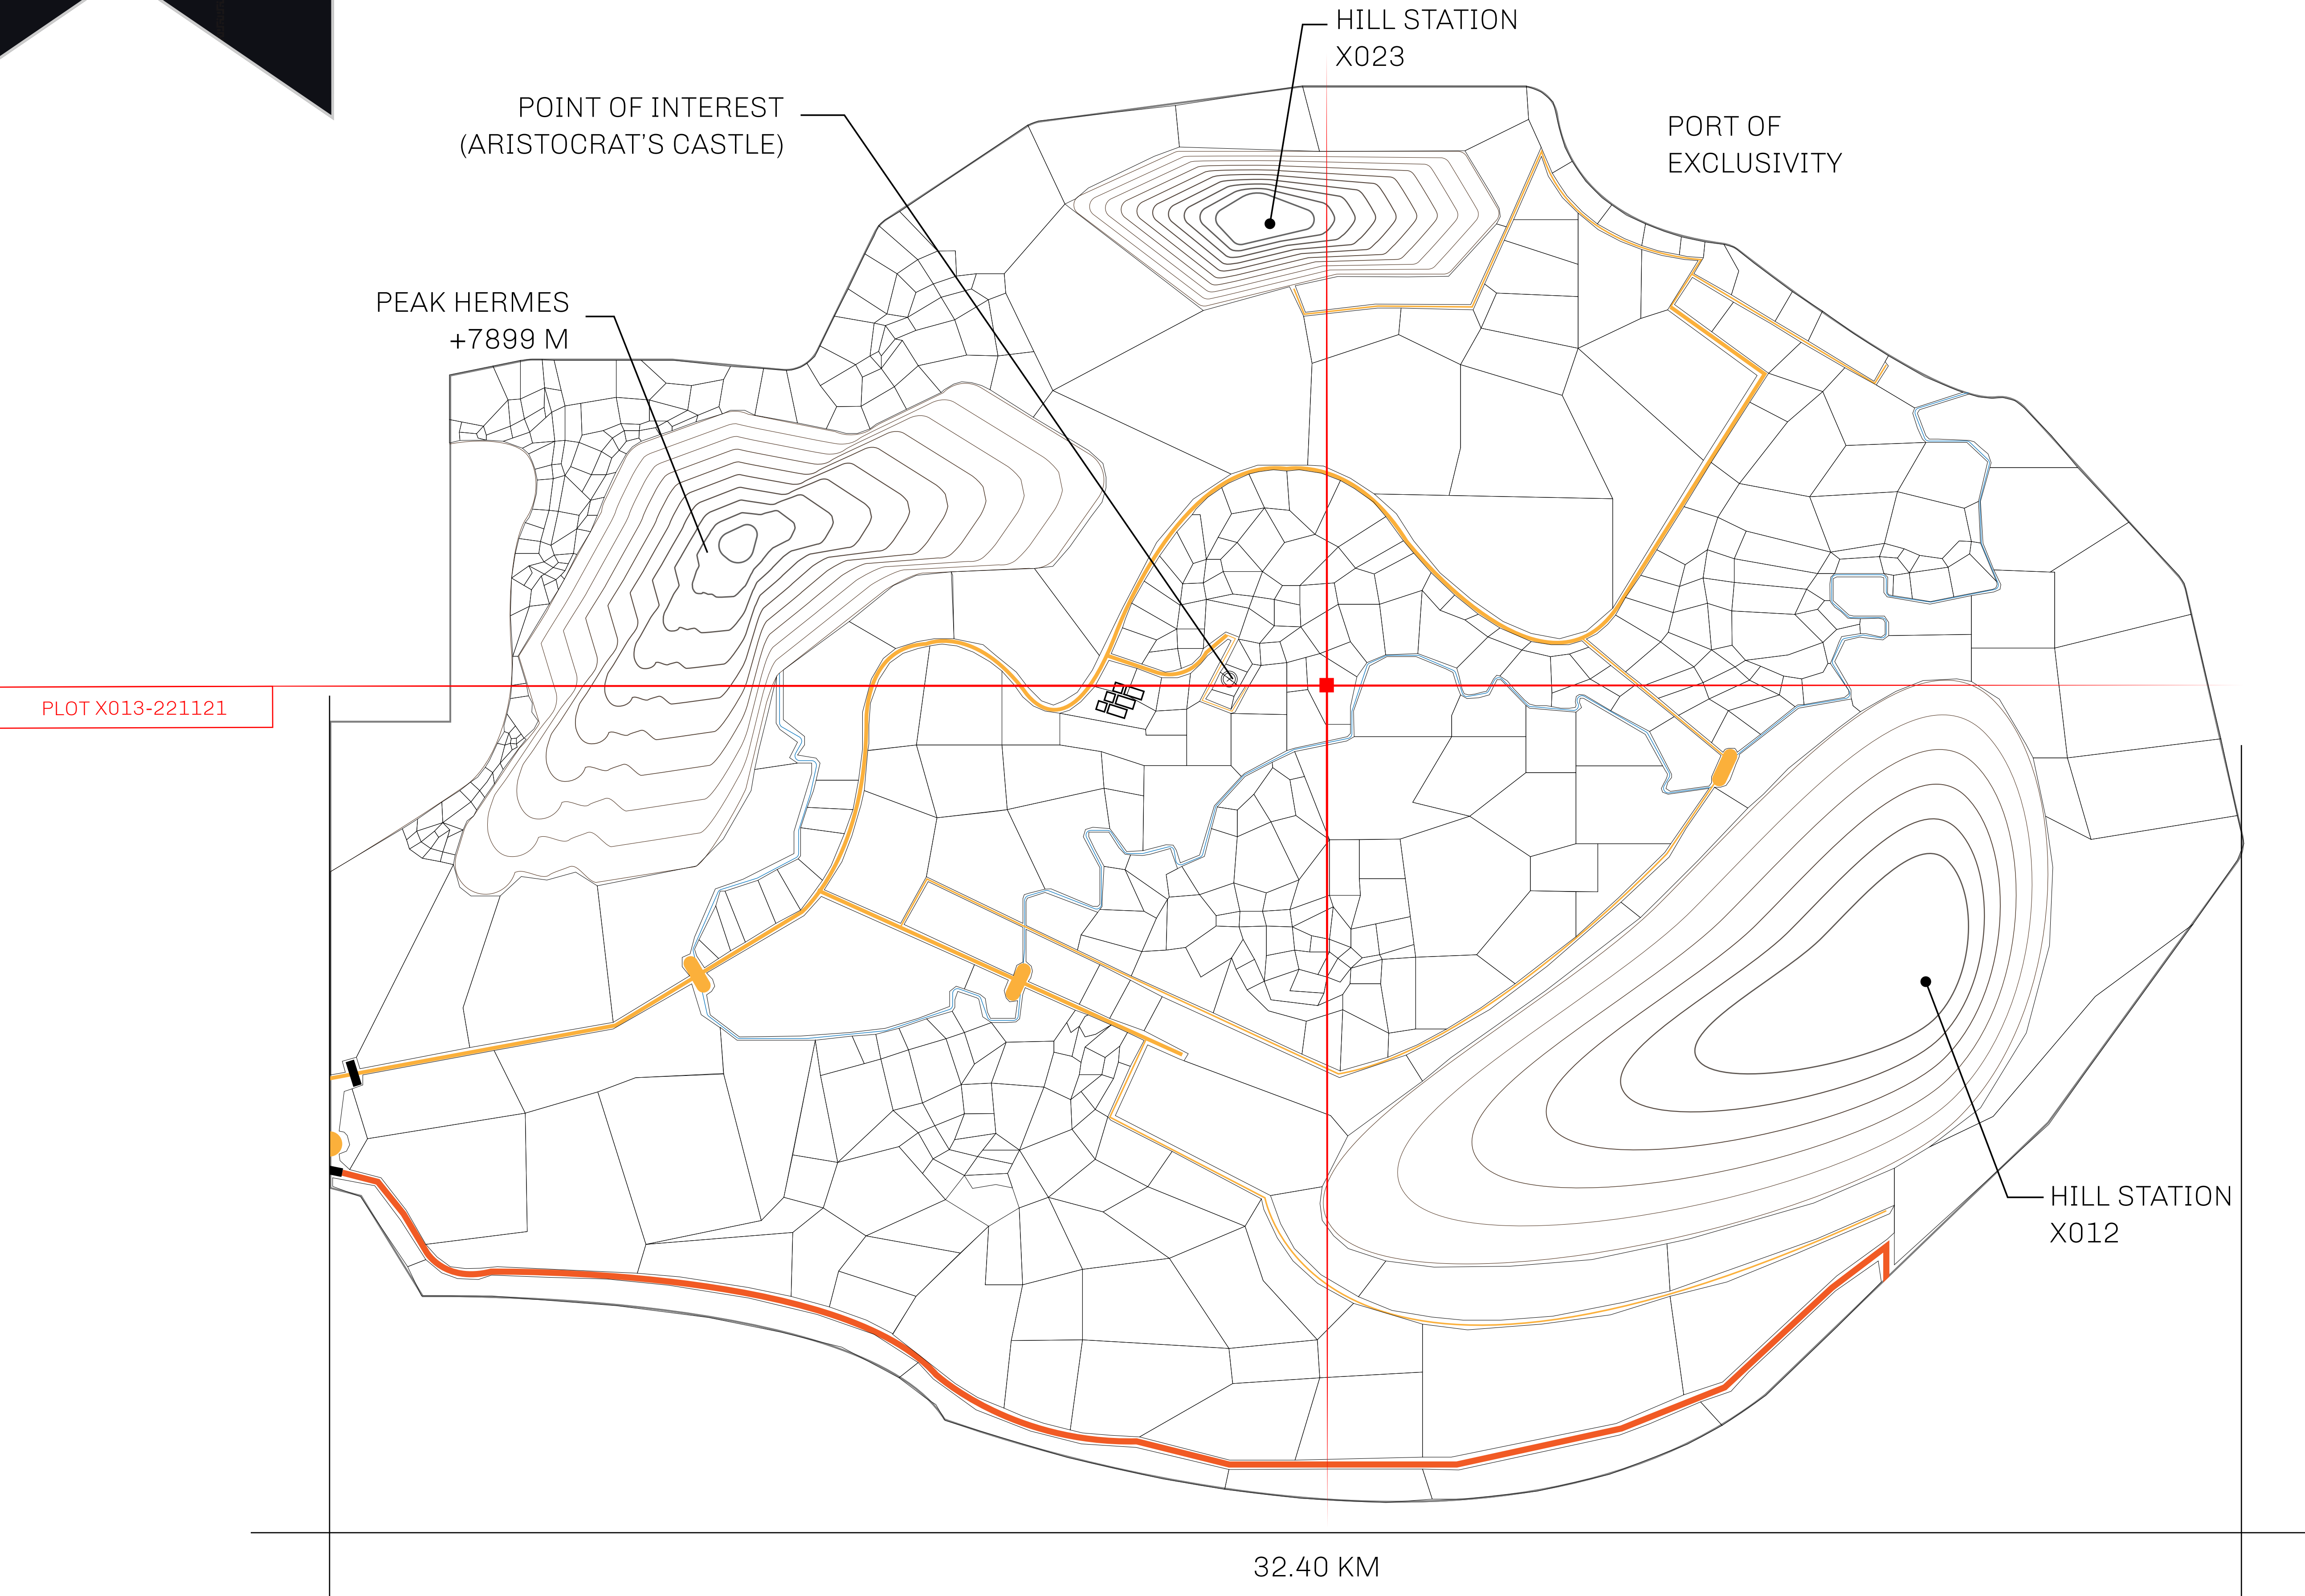 HILL STATION
X023
POINT OF INTEREST
(ARISTOCRAT'S CASTLE)
PORT OF
EXCLUSIVITY
PEAK HERMES
+7899 M
PLOT X013-221121
HILL STATION
X012
32.40 KM